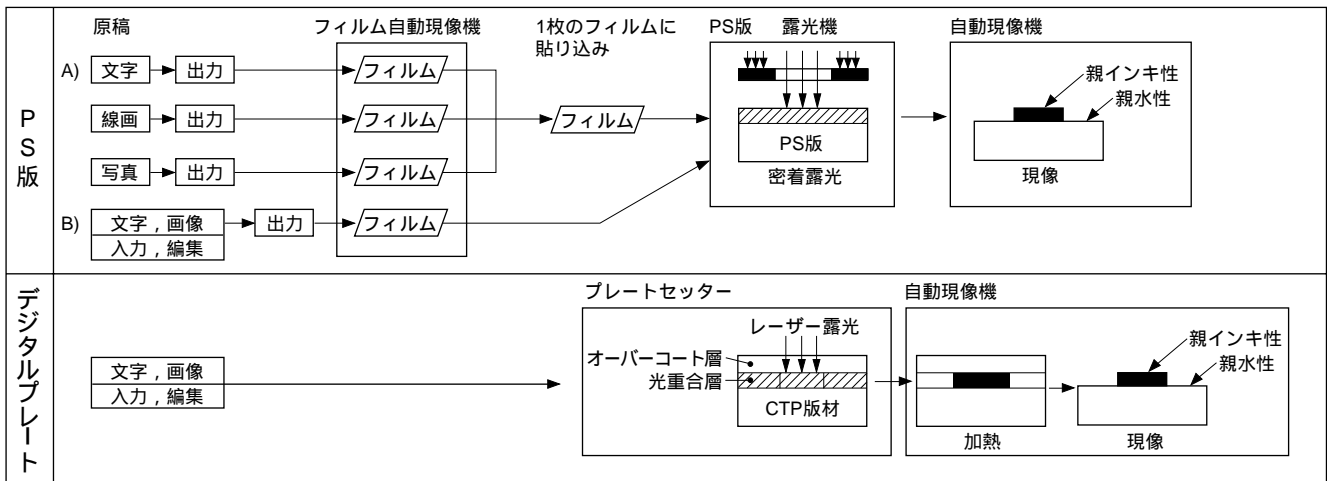 PS版
原稿
フィルム自動現像機
1枚のフィルムに
貼り込み
PS版 露光機
自動現像機
A) 文字 出力 フィルム
線画 出力 フィルム
フィルム
写真 出力 フィルム
B) 文字，画像 出力 フィルム
入力，編集
PS版
密着露光
親インキ性
親水性
現像
デジタルプレート
文字，画像
入力，編集
プレートセッター
レーザー露光
オーバーコート層
光重合層
CTP版材
自動現像機
加熱
親インキ性
親水性
現像